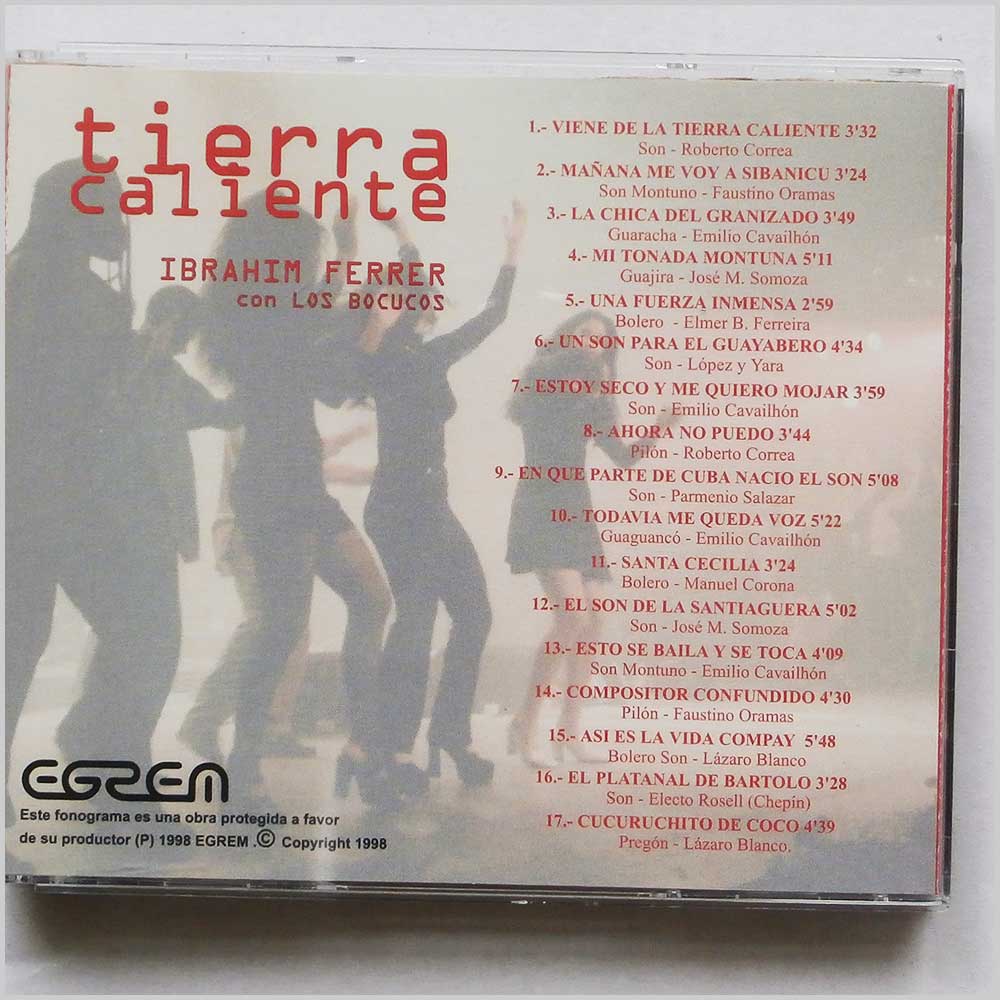 tierra
caliente
IBRAHIM FERRER
con LOS BOCUCOS
1.- VIENE DE LA TIERRA CALIENTE 3'32
Son - Roberto Correa
2.- MAÑANA ME VOY A SIBANICU 3'24
Son Montuno - Faustino Oramas
3.- LA CHICA DEL GRANIZADO 3'49
Guaracha - Emilio Cavailhón
4.- MI TONADA MONTUNA 5'11
Guajira - José M. Somoza
5.- UNA FUERZA INMENSA 2'59
Bolero - Elmer B. Ferreira
6.- UN SON PARA EL GUAYABERO 4'34
Son - López y Yara
7.- ESTOY SECO Y ME QUIERO MOJAR 3'59
Son - Emilio Cavailhón
8.- AHORA NO PUEDO 3'44
Pilón - Roberto Correa
9.- EN QUE PARTE DE CUBA NACIO EL SON 5'08
Son - Parmenio Salazar
10.- TODAVIA ME QUEDA VOZ 5'22
Guaguancó - Emilio Cavailhón
11.- SANTA CECILIA 3'24
Bolero - Manuel Corona
12.- EL SON DE LA SANTIAGUERA 5'02
Son - José M. Somoza
13.- ESTO SE BAILA Y SE TOCA 4'09
Son Montuno - Emilio Cavailhón
14.- COMPOSITOR CONFUNDIDO 4'30
Pilón - Faustino Oramas
15.- ASI ES LA VIDA COMPAY 5'48
Bolero Son - Lázaro Blanco
16.- EL PLATANAL DE BARTOLO 3'28
Son - Electo Rosell (Chepín)
17.- CUCURUCHITO DE COCO 4'39
Pregón - Lázaro Blanco.
EGREM
Este fonograma es una obra protegida a favor
de su productor (P) 1998 EGREM .© Copyright 1998